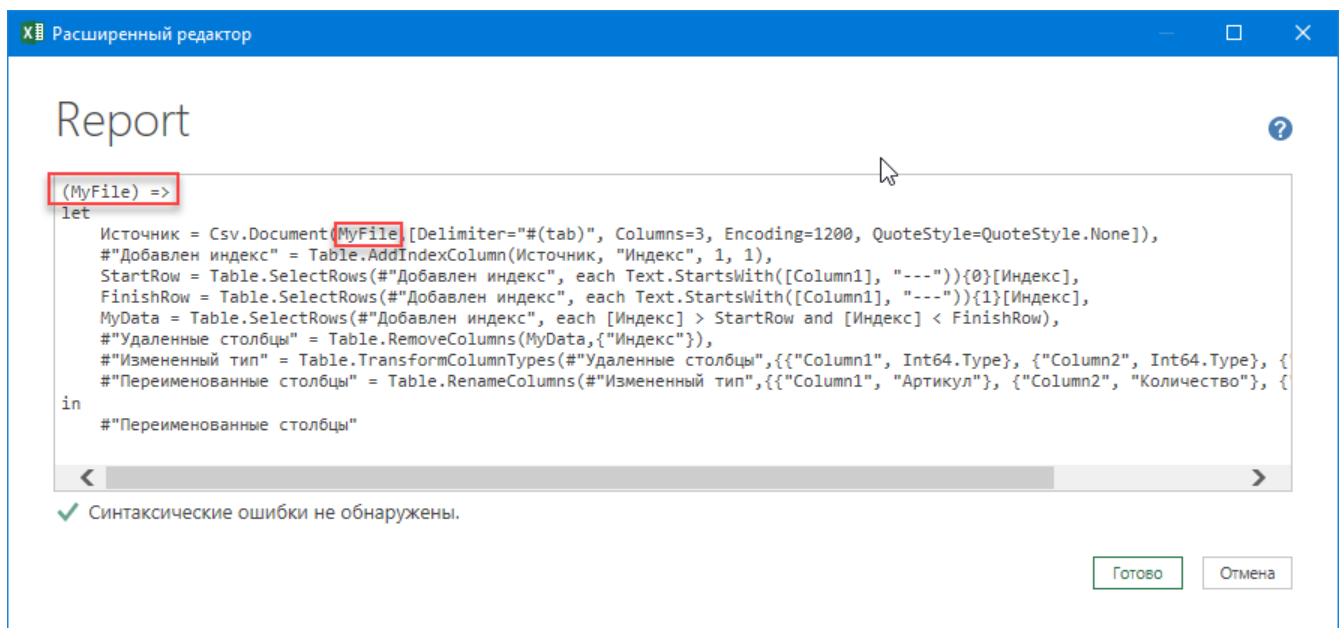 Расширенный редактор
Report
(MyFile) =>
let
    Источник = Csv.Document(MyFile,[Delimiter="#(tab)", Columns=3, Encoding=1200, QuoteStyle=QuoteStyle.None]),
    #"Добавлен индекс" = Table.AddIndexColumn(Источник, "Индекс", 1, 1),
    StartRow = Table.SelectRows(#"Добавлен индекс", each Text.StartsWith([Column1], "---")){0}[Индекс],
    FinishRow = Table.SelectRows(#"Добавлен индекс", each Text.StartsWith([Column1], "---")){1}[Индекс],
    MyData = Table.SelectRows(#"Добавлен индекс", each [Индекс] > StartRow and [Индекс] < FinishRow),
    #"Удаленные столбцы" = Table.RemoveColumns(MyData,{"Индекс"}),
    #"Измененный тип" = Table.TransformColumnTypes(#"Удаленные столбцы",{{"Column1", Int64.Type}, {"Column2", Int64.Type}, {"
    #"Переименованные столбцы" = Table.RenameColumns(#"Измененный тип",{{"Column1", "Артикул"}, {"Column2", "Количество"}, {"
in
    #"Переименованные столбцы"
Синтаксические ошибки не обнаружены.
Готово Отмена